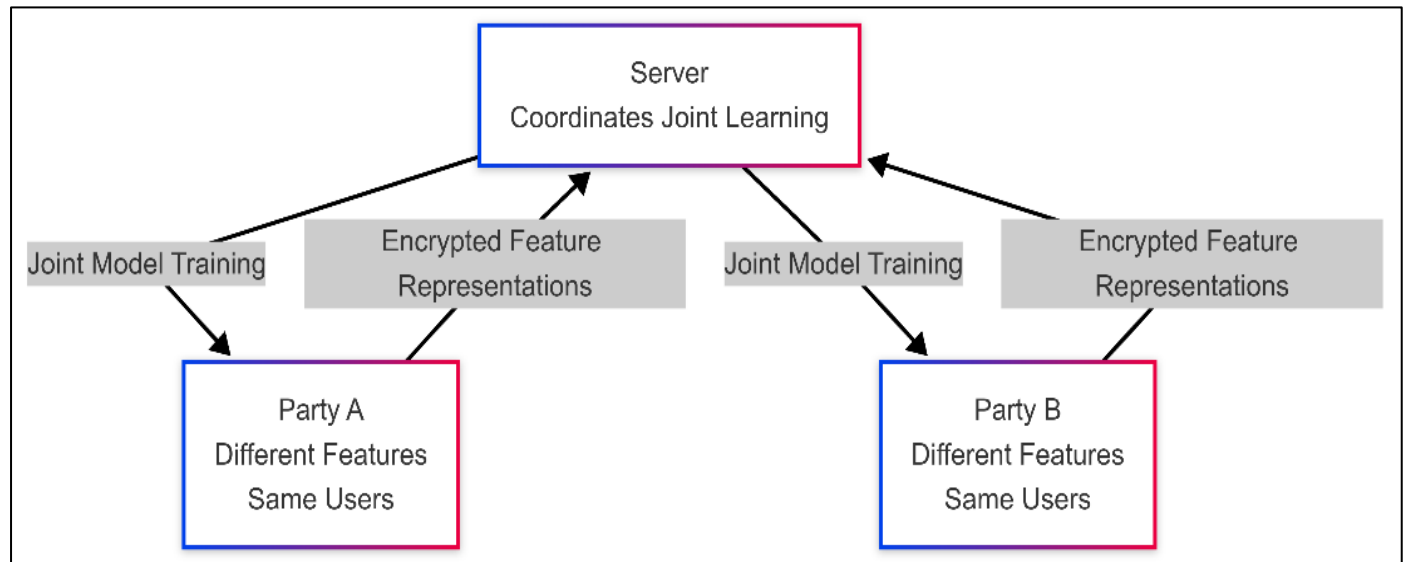 Server
Coordinates Joint Learning
Joint Model Training
Encrypted Feature
Representations
Joint Model Training
Encrypted Feature
Representations
Party A
Different Features
Same Users
Party B
Different Features
Same Users